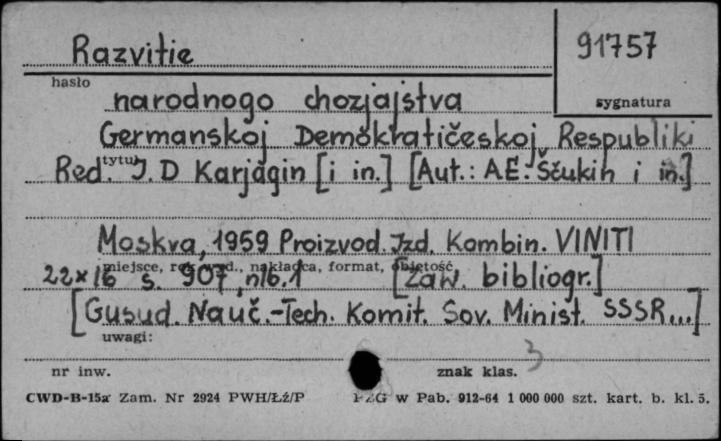 Razvitie 91757
hasło
sygnatura
narodnogo chozjajstva
Germanskoj Demokratičeskoj Respubliki
tytuł
Red. I. D Karjagin [i in.] [Aut.: A.E. Ščukin i in.]
Moskva, 1959 Proizvod. Izd. Kombin. VINITI
miejsce, rok wyd., nakładca, format, objętość
22x16 s. 907, nlb. 1 [Zaw. bibliogr.]
[Gusud. Nauč.-Tech. Komit. Sov. Minist. SSSR...]
uwagi:
3
nr inw. znak klas.
CWD-B-15a Zam. Nr 2924 PWH/Łź/P PZG w Pab. 912-64 1 000 000 szt. kart. b. kl. 5.